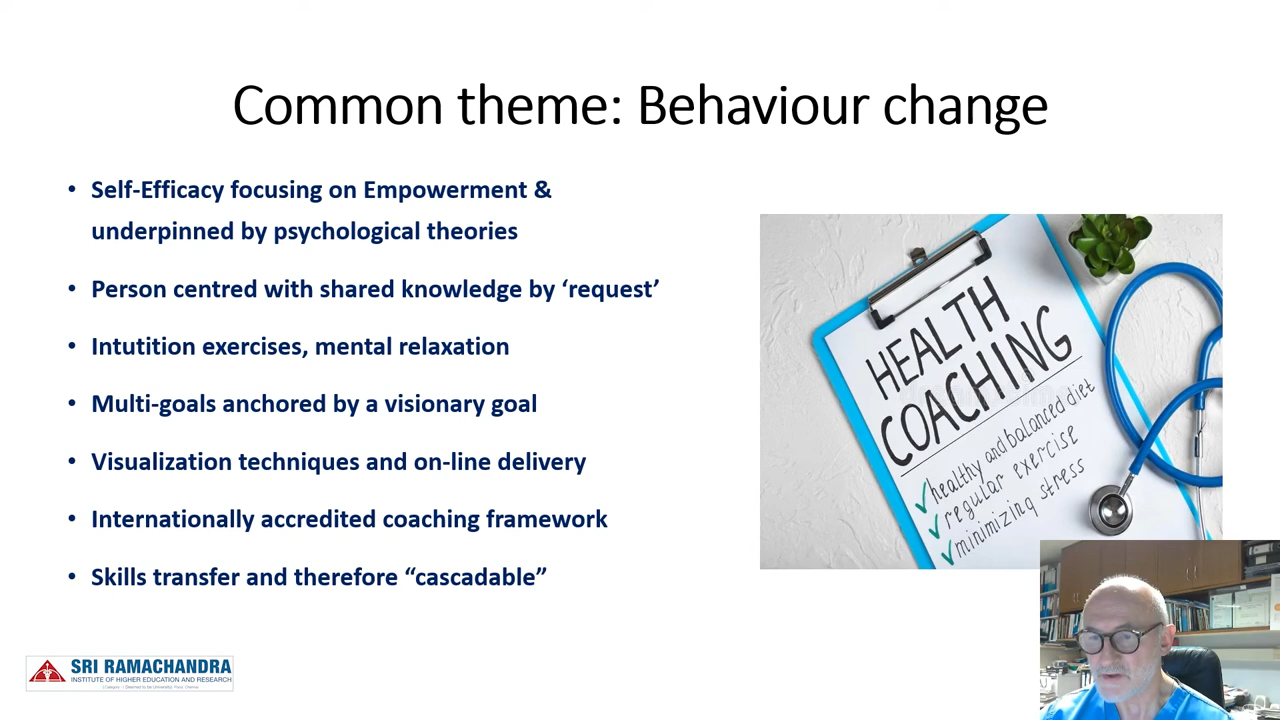 Common theme: Behaviour change
• Self-Efficacy focusing on Empowerment &
underpinned by psychological theories
• Person centred with shared knowledge by ‘request’
• Intutition exercises, mental relaxation
• Multi-goals anchored by a visionary goal
• Visualization techniques and on-line delivery
• Internationally accredited coaching framework
• Skills transfer and therefore “cascadable”
HEALTH
COACHING
healthy and balanced diet
regular exercise
minimizing stress
SRI RAMACHANDRA
INSTITUTE OF HIGHER EDUCATION AND RESEARCH